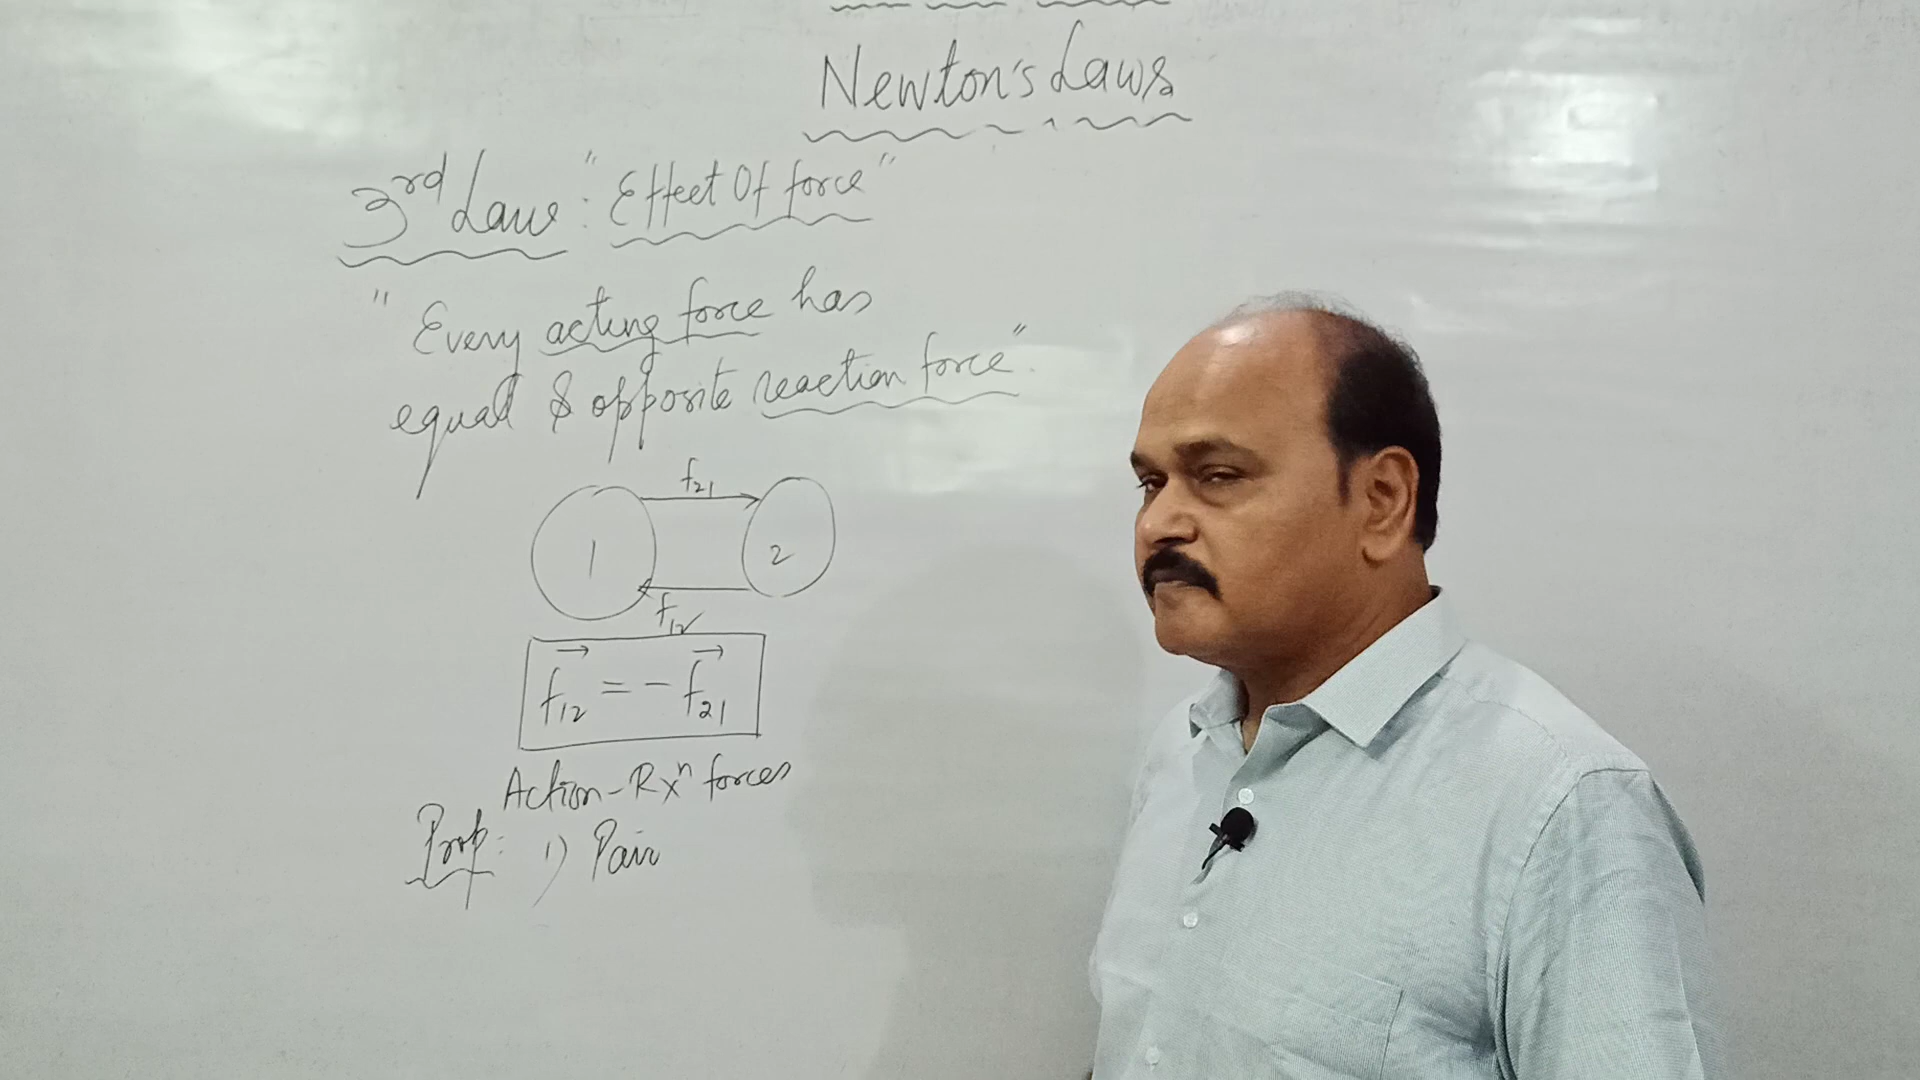 Newton's Laws
3rd Law : "Effect Of force"
"Every acting force has
equal & opposite reaction force".
f21
1
2
f12
f12 = - f21
Action-Rxn forces
Prop: 1) Pair